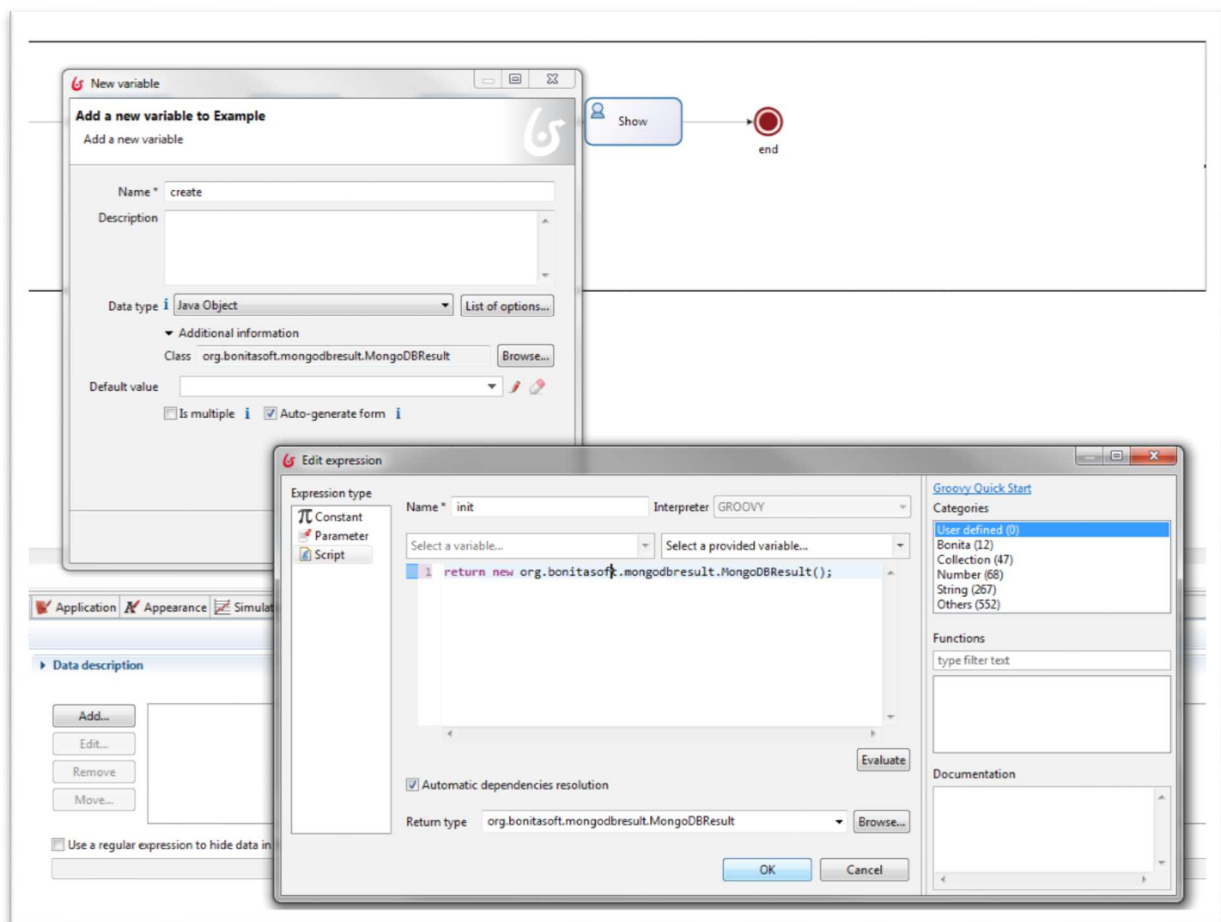 New variable
Add a new variable to Example
Add a new variable
Name * create
Description
Data type i Java Object List of options...
Additional information
Class org.bonitasoft.mongodbresult.MongoDBResult Browse...
Default value
Is multiple i Auto-generate form i
Show
end
Application Appearance Simulat
Data description
Add...
Edit...
Remove
Move...
Use a regular expression to hide data in
Edit expression
Expression type
Constant
Parameter
Script
Name * init Interpreter GROOVY
Select a variable... Select a provided variable...
1 return new org.bonitasoft.mongodbresult.MongoDBResult();
Evaluate
Automatic dependencies resolution
Return type org.bonitasoft.mongodbresult.MongoDBResult Browse...
OK Cancel
Groovy Quick Start
Categories
User defined (0)
Bonita (12)
Collection (47)
Number (68)
String (267)
Others (552)
Functions
type filter text
Documentation